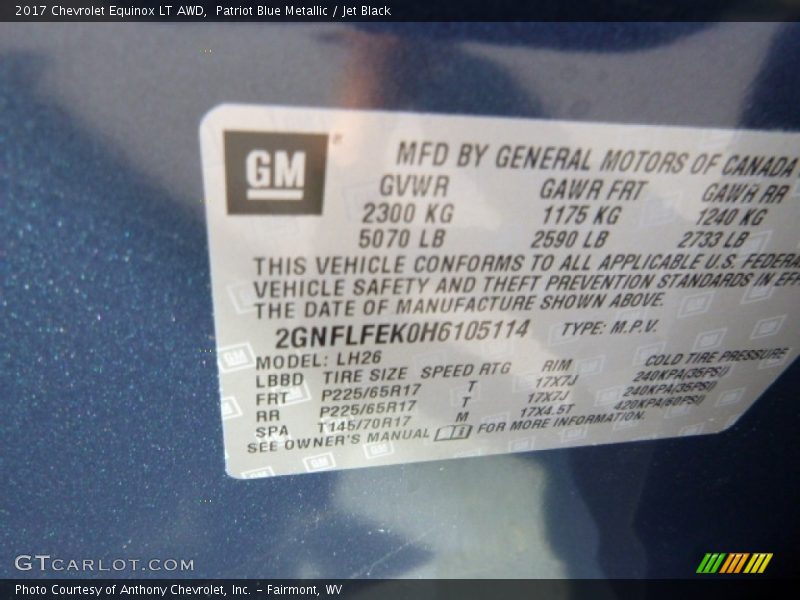 2017 Chevrolet Equinox LT AWD, Patriot Blue Metallic / Jet Black
GM
MFD BY GENERAL MOTORS OF CANADA
GVWR GAWR FRT GAWR RR
2300 KG 1175 KG 1240 KG
5070 LB 2590 LB 2733 LB
THIS VEHICLE CONFORMS TO ALL APPLICABLE U.S. FEDERA
VEHICLE SAFETY AND THEFT PREVENTION STANDARDS IN EFF
THE DATE OF MANUFACTURE SHOWN ABOVE.
2GNFLFEK0H6105114 TYPE: M.P.V.
MODEL: LH26
LBBD TIRE SIZE SPEED RTG RIM COLD TIRE PRESSURE
FRT P225/65R17 T 17X7J 240KPA(35PSI)
RR P225/65R17 T 17X7J 240KPA(35PSI)
SPA T145/70R17 M 17X4.5T 420KPA(60PSI)
SEE OWNER'S MANUAL FOR MORE INFORMATION.
GTCARLOT.COM
Photo Courtesy of Anthony Chevrolet, Inc. – Fairmont, WV